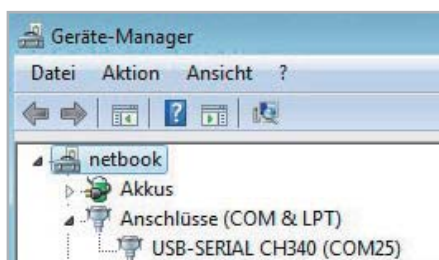 Geräte-Manager
Datei Aktion Ansicht ?
netbook
Akkus
Anschlüsse (COM & LPT)
USB-SERIAL CH340 (COM25)